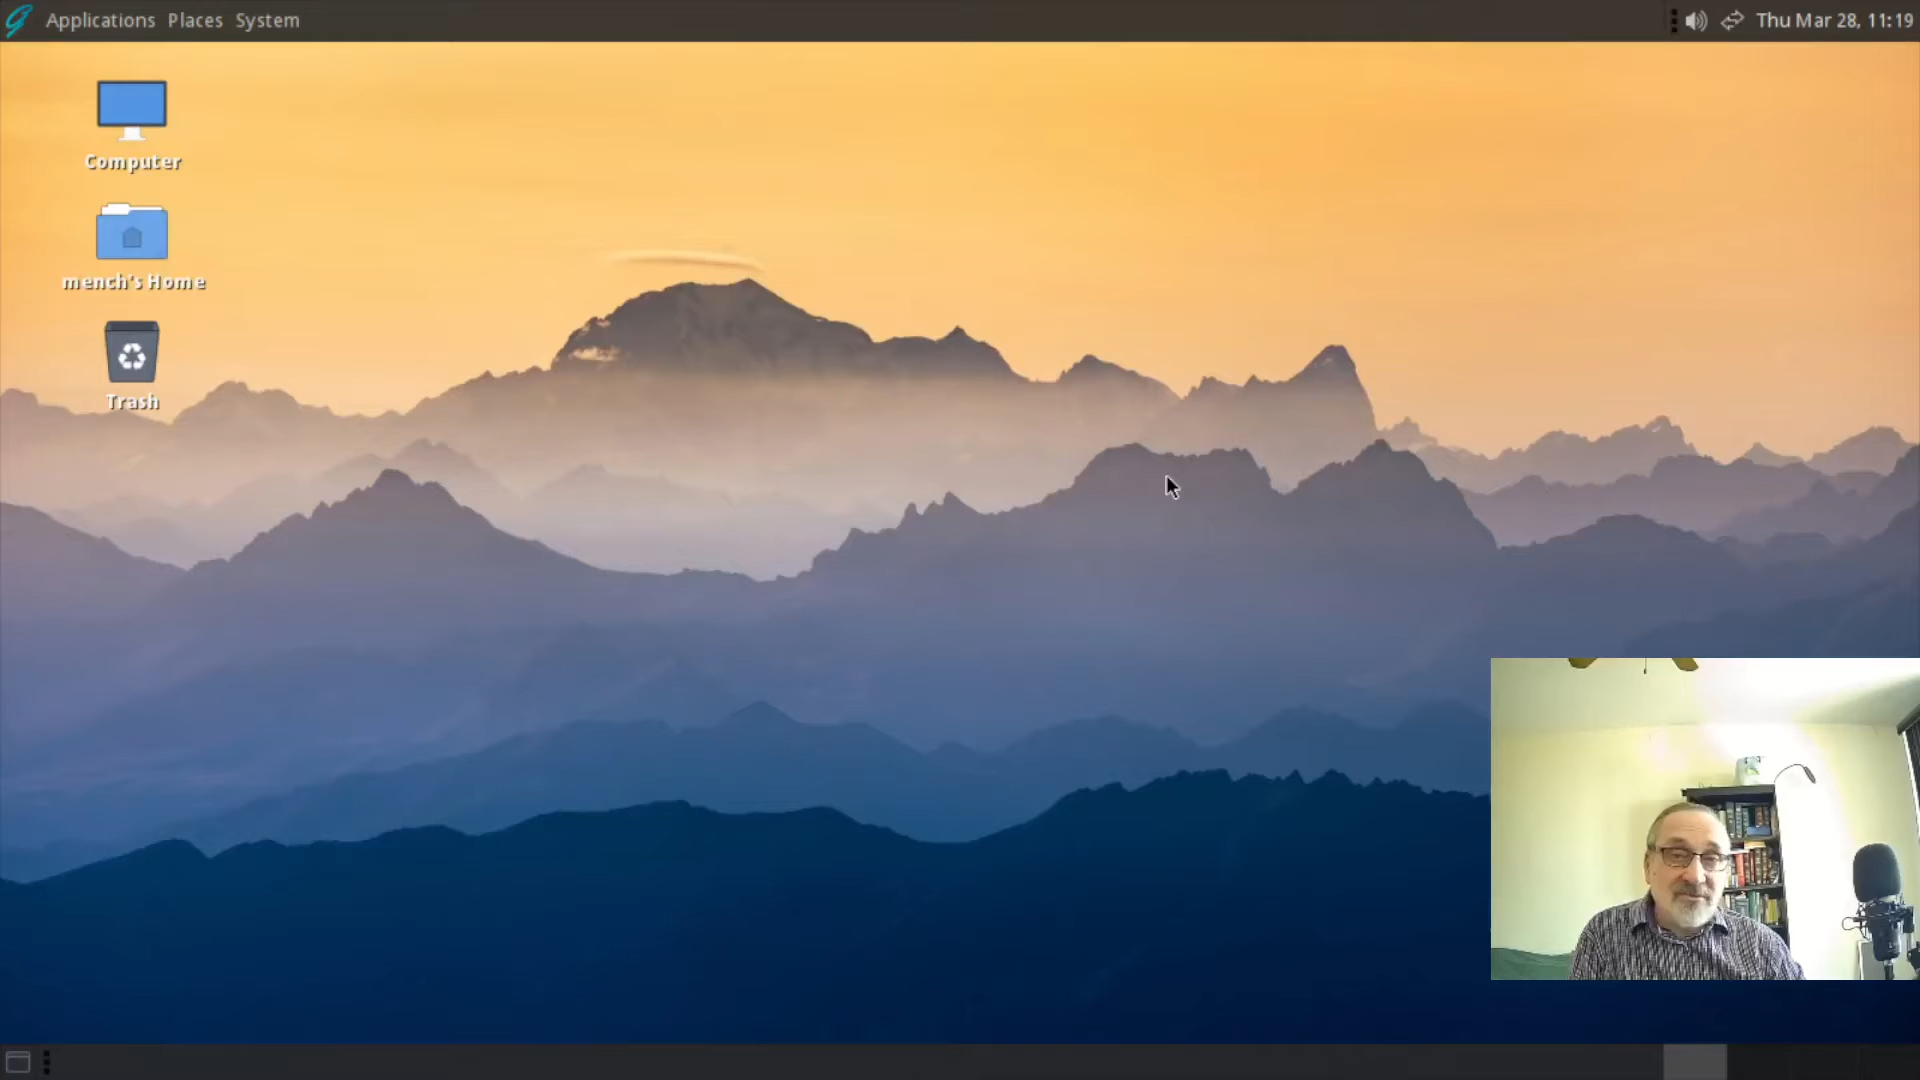 Applications Places System
Thu Mar 28, 11:19
Computer
mench's Home
Trash